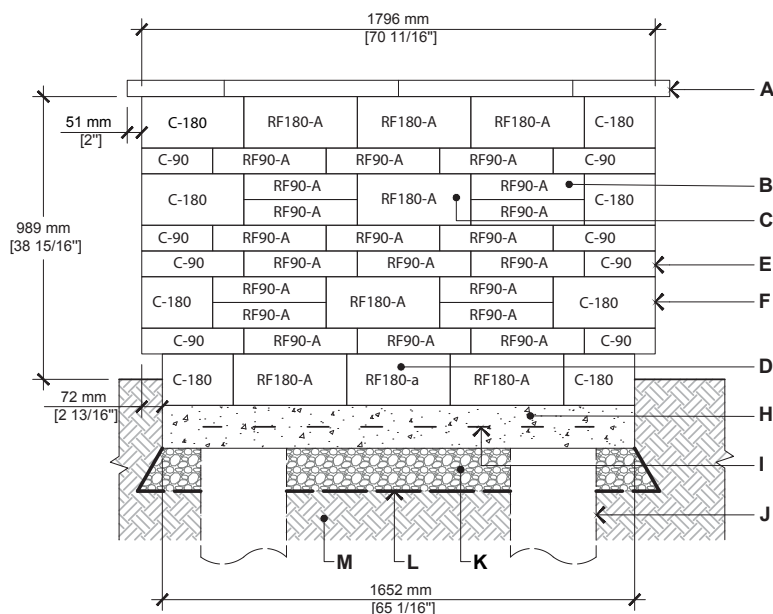 1796 mm
[70 11/16"]
A
51 mm
[2"]
C-180 RF180-A RF180-A RF180-A C-180
C-90 RF90-A RF90-A RF90-A C-90
C-180 RF90-A RF180-A RF90-A C-180 B
RF90-A RF90-A C
989 mm
[38 15/16"]
C-90 RF90-A RF90-A RF90-A C-90
C-90 RF90-A RF90-A RF90-A C-90 E
C-180 RF90-A RF180-A RF90-A C-180 F
RF90-A RF90-A
C-90 RF90-A RF90-A RF90-A C-90
C-180 RF180-A RF180-a RF180-A C-180 D
72 mm
[2 13/16"]
H
I
J
M L K
1652 mm
[65 1/16"]